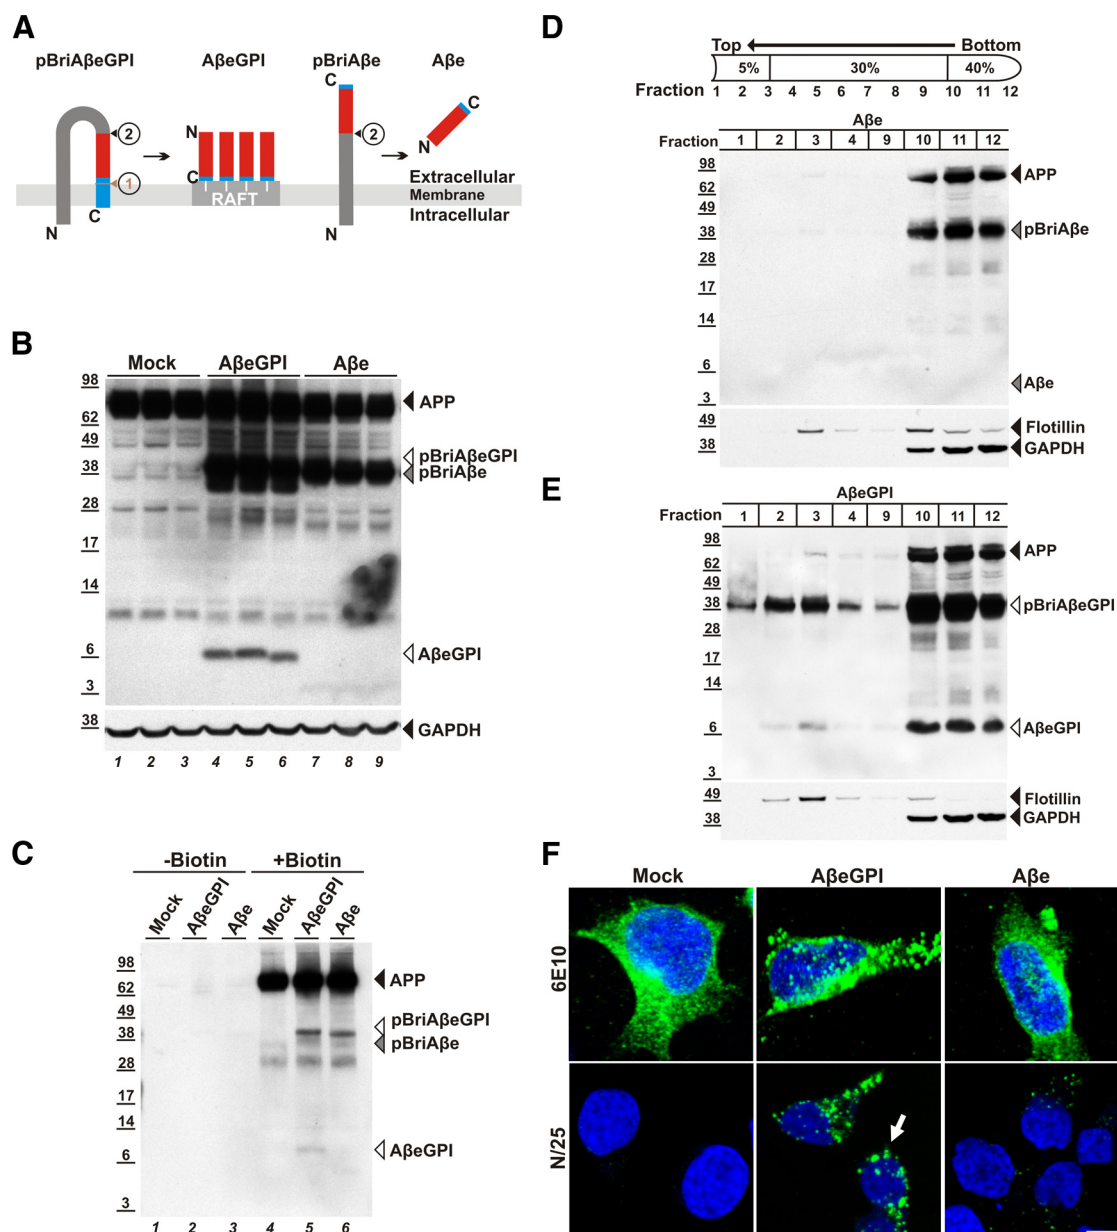 A
pBriAβeGPI AβeGPI pBriAβe Aβe
C
2 N 2 C
1 C RAFT N Extracellular
Membrane
C Intracellular
N N
B
Mock AβeGPI Aβe
98
APP
62
49
pBriAβeGPI
38 pBriAβe
28
17
14
6 AβeGPI
3
38 GAPDH
1 2 3 4 5 6 7 8 9
C
-Biotin +Biotin
Mock AβeGPI Aβe Mock AβeGPI Aβe
98
APP
62
49
pBriAβeGPI
38
pBriAβe
28
17
14
AβeGPI
6
3
1 2 3 4 5 6
D
Top Bottom
5% 30% 40%
Fraction 1 2 3 4 5 6 7 8 9 10 11 12
Aβe
Fraction 1 2 3 4 9 10 11 12
98
APP
62
49
38 pBriAβe
28
17
14
6
Aβe
3
49 Flotillin
38 GAPDH
E
AβeGPI
Fraction 1 2 3 4 9 10 11 12
98
APP
62
49
38 pBriAβeGPI
28
17
14
6 AβeGPI
3
49 Flotillin
38 GAPDH
F
Mock AβeGPI Aβe
6E10
N/25